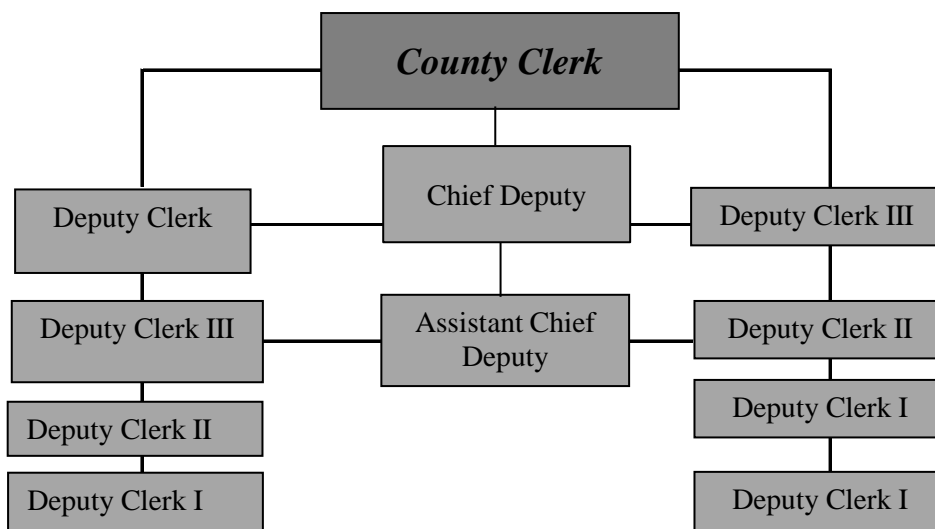 County Clerk
Chief Deputy
Deputy Clerk
Deputy Clerk III
Deputy Clerk III
Assistant Chief
Deputy
Deputy Clerk II
Deputy Clerk II
Deputy Clerk I
Deputy Clerk I
Deputy Clerk I